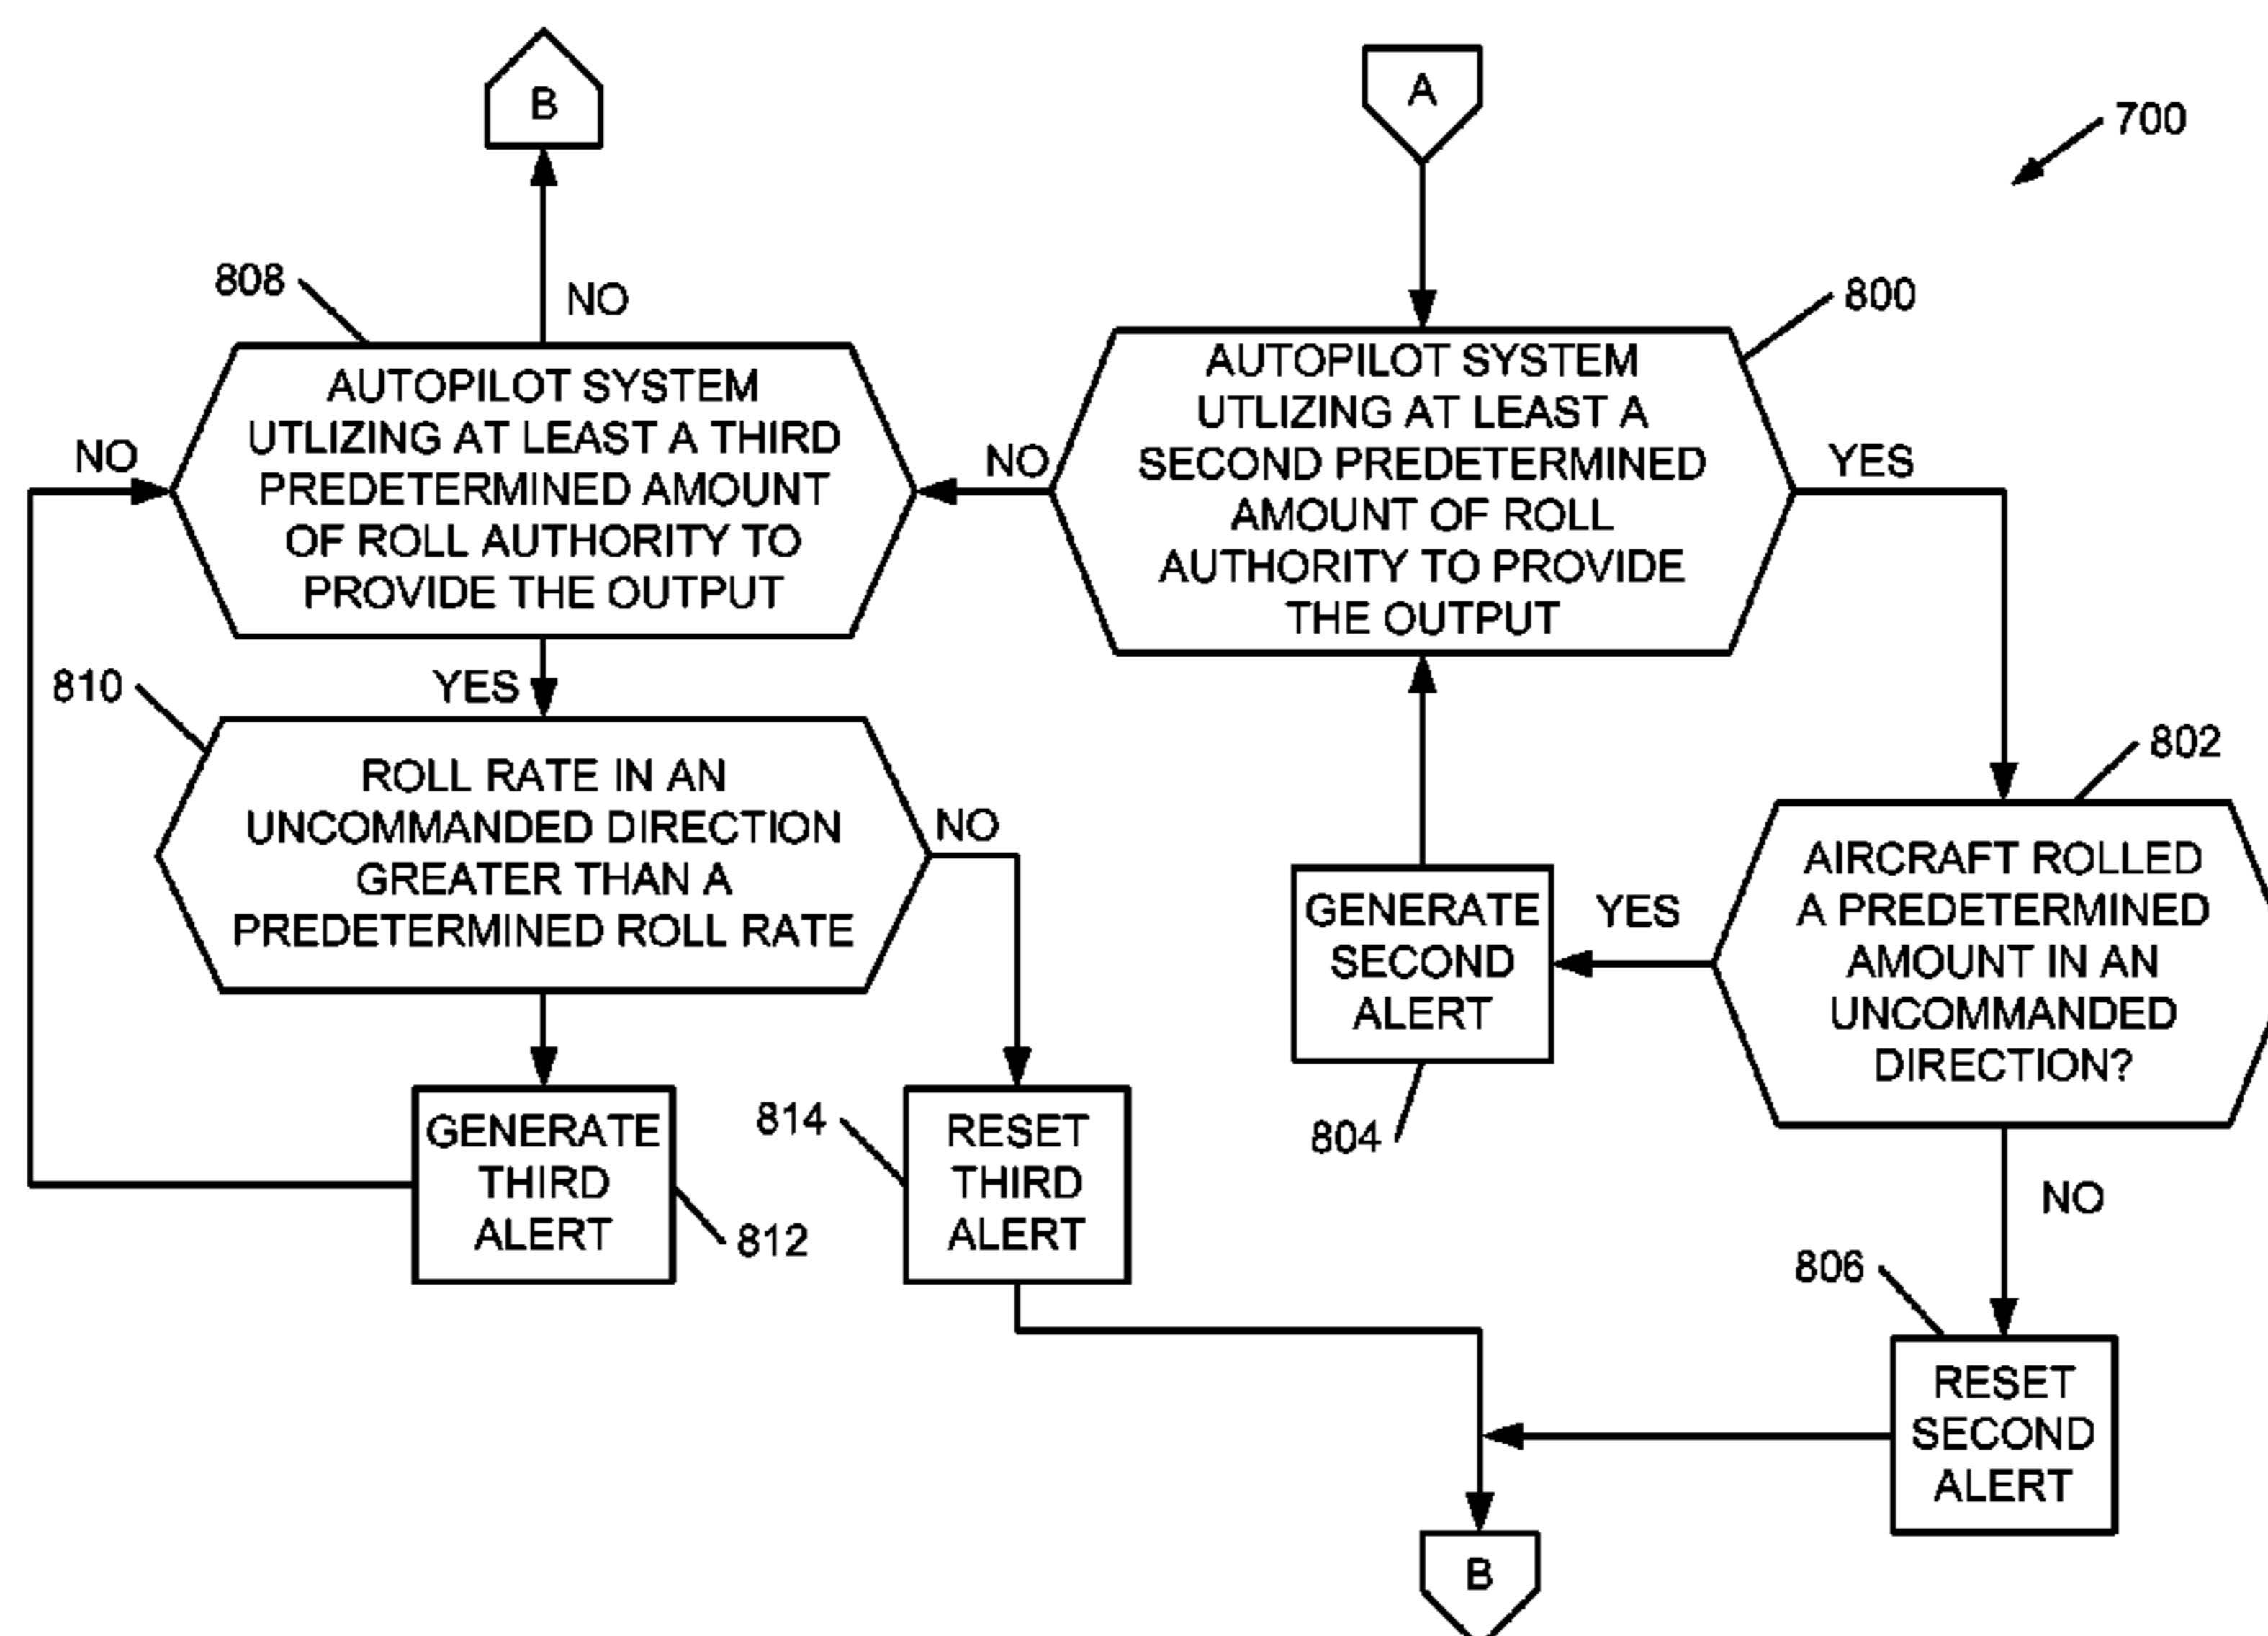 B
A
700
808
NO
800
AUTOPILOT SYSTEM
UTLIZING AT LEAST A THIRD
PREDETERMINED AMOUNT
OF ROLL AUTHORITY TO
PROVIDE THE OUTPUT
NO
NO
AUTOPILOT SYSTEM
UTLIZING AT LEAST A
SECOND PREDETERMINED
AMOUNT OF ROLL
AUTHORITY TO PROVIDE
THE OUTPUT
YES
YES
810
ROLL RATE IN AN
UNCOMMANDED DIRECTION
GREATER THAN A
PREDETERMINED ROLL RATE
NO
802
AIRCRAFT ROLLED
A PREDETERMINED
AMOUNT IN AN
UNCOMMANDED
DIRECTION?
YES
GENERATE
SECOND
ALERT
804
GENERATE
THIRD
ALERT
812
814
RESET
THIRD
ALERT
NO
806
RESET
SECOND
ALERT
B